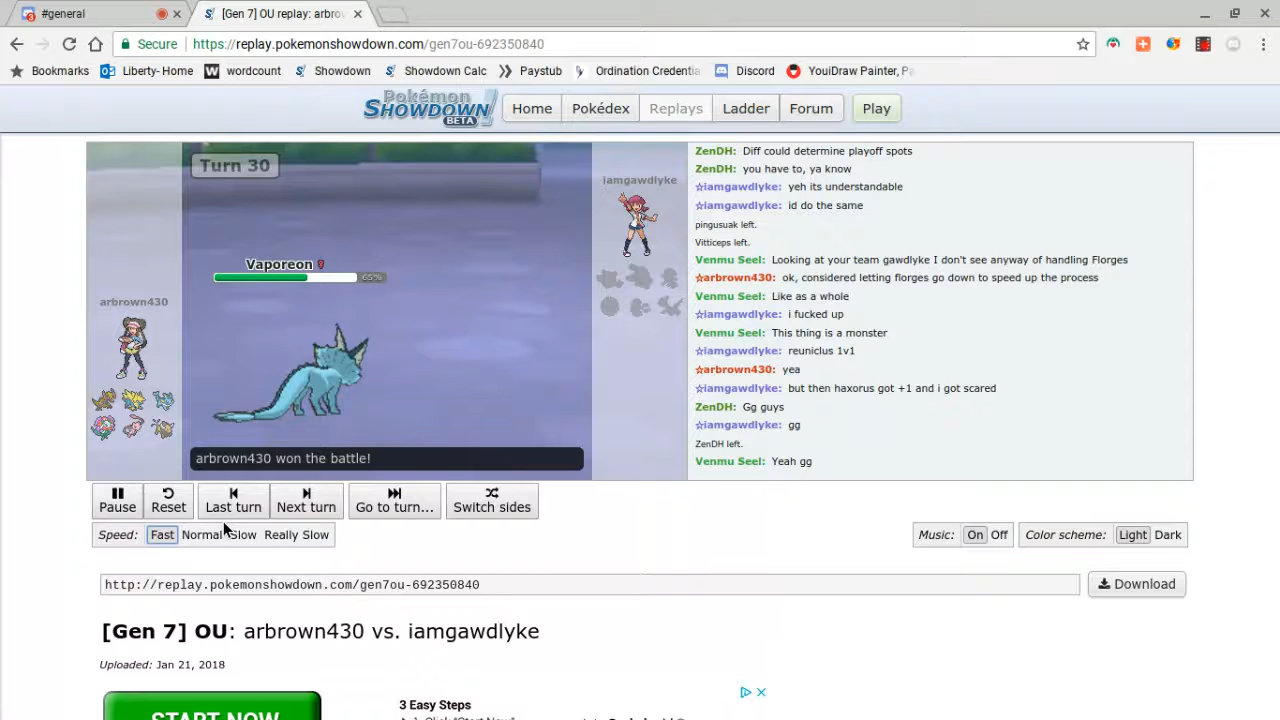 #general
[Gen 7] OU replay: arbrow
Secure
https://replay.pokemonshowdown.com/gen7ou-692350840
Bookmarks
Liberty- Home
wordcount
Showdown
Showdown Calc
Paystub
Ordination Credentia
Discord
YouiDraw Painter, Pa
Pokémon
SHOWDOWN!
BETA
Home
Pokédex
Replays
Ladder
Forum
Play
Turn 30
Vaporeon
65%
arbrown430
arbrown430 won the battle!
iamgawdlyke
ZenDH: Diff could determine playoff spots
ZenDH: you have to, ya know
☆iamgawdlyke: yeh its understandable
☆iamgawdlyke: id do the same
pingusuak left.
Vitticeps left.
Venmu Seel: Looking at your team gawdlyke I don't see anyway of handling Florges
☆arbrown430: ok, considered letting florges go down to speed up the process
Venmu Seel: Like as a whole
☆iamgawdlyke: i fucked up
Venmu Seel: This thing is a monster
☆iamgawdlyke: reuniclus 1v1
☆arbrown430: yea
☆iamgawdlyke: but then haxorus got +1 and i got scared
ZenDH: Gg guys
☆iamgawdlyke: gg
ZenDH left.
Venmu Seel: Yeah gg
Pause
Reset
Last turn
Next turn
Go to turn...
Switch sides
Speed: Fast Normal Slow Really Slow
Music: On Off
Color scheme: Light Dark
http://replay.pokemonshowdown.com/gen7ou-692350840
Download
[Gen 7] OU: arbrown430 vs. iamgawdlyke
Uploaded: Jan 21, 2018
START NOW
3 Easy Steps